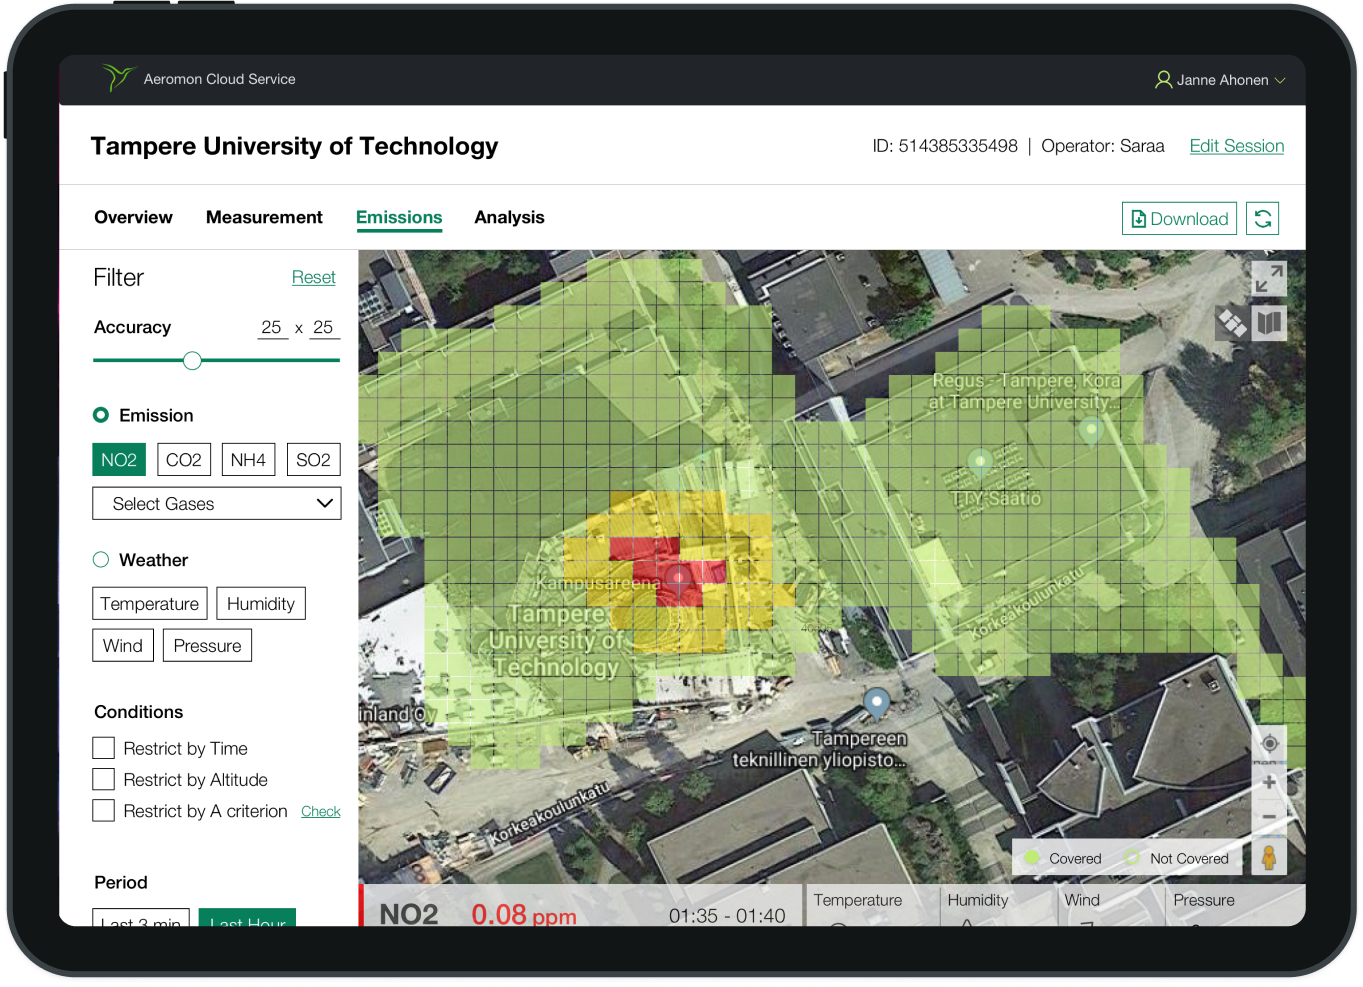 Aeromon Cloud Service
Janne Ahonen
Tampere University of Technology
ID: 514385335498 | Operator: Saraa Edit Session
Overview Measurement Emissions Analysis
Download
Filter Reset
Accuracy 25 x 25
Emission
NO2 CO2 NH4 SO2
Select Gases
Weather
Temperature Humidity
Wind Pressure
Conditions
Restrict by Time
Restrict by Altitude
Restrict by A criterion Check
Period
Last 3 min Last Hour
Regus - Tampere, Kora
at Tampere University...
TTY-Säätiö
Kampusareena
Tampere
University of
Technology
Korkeakoulunkatu
inland Oy
Tampereen
teknillinen yliopisto...
Korkeakoulunkatu
Covered Not Covered
NO2 0.08 ppm 01:35 - 01:40
Temperature Humidity Wind Pressure